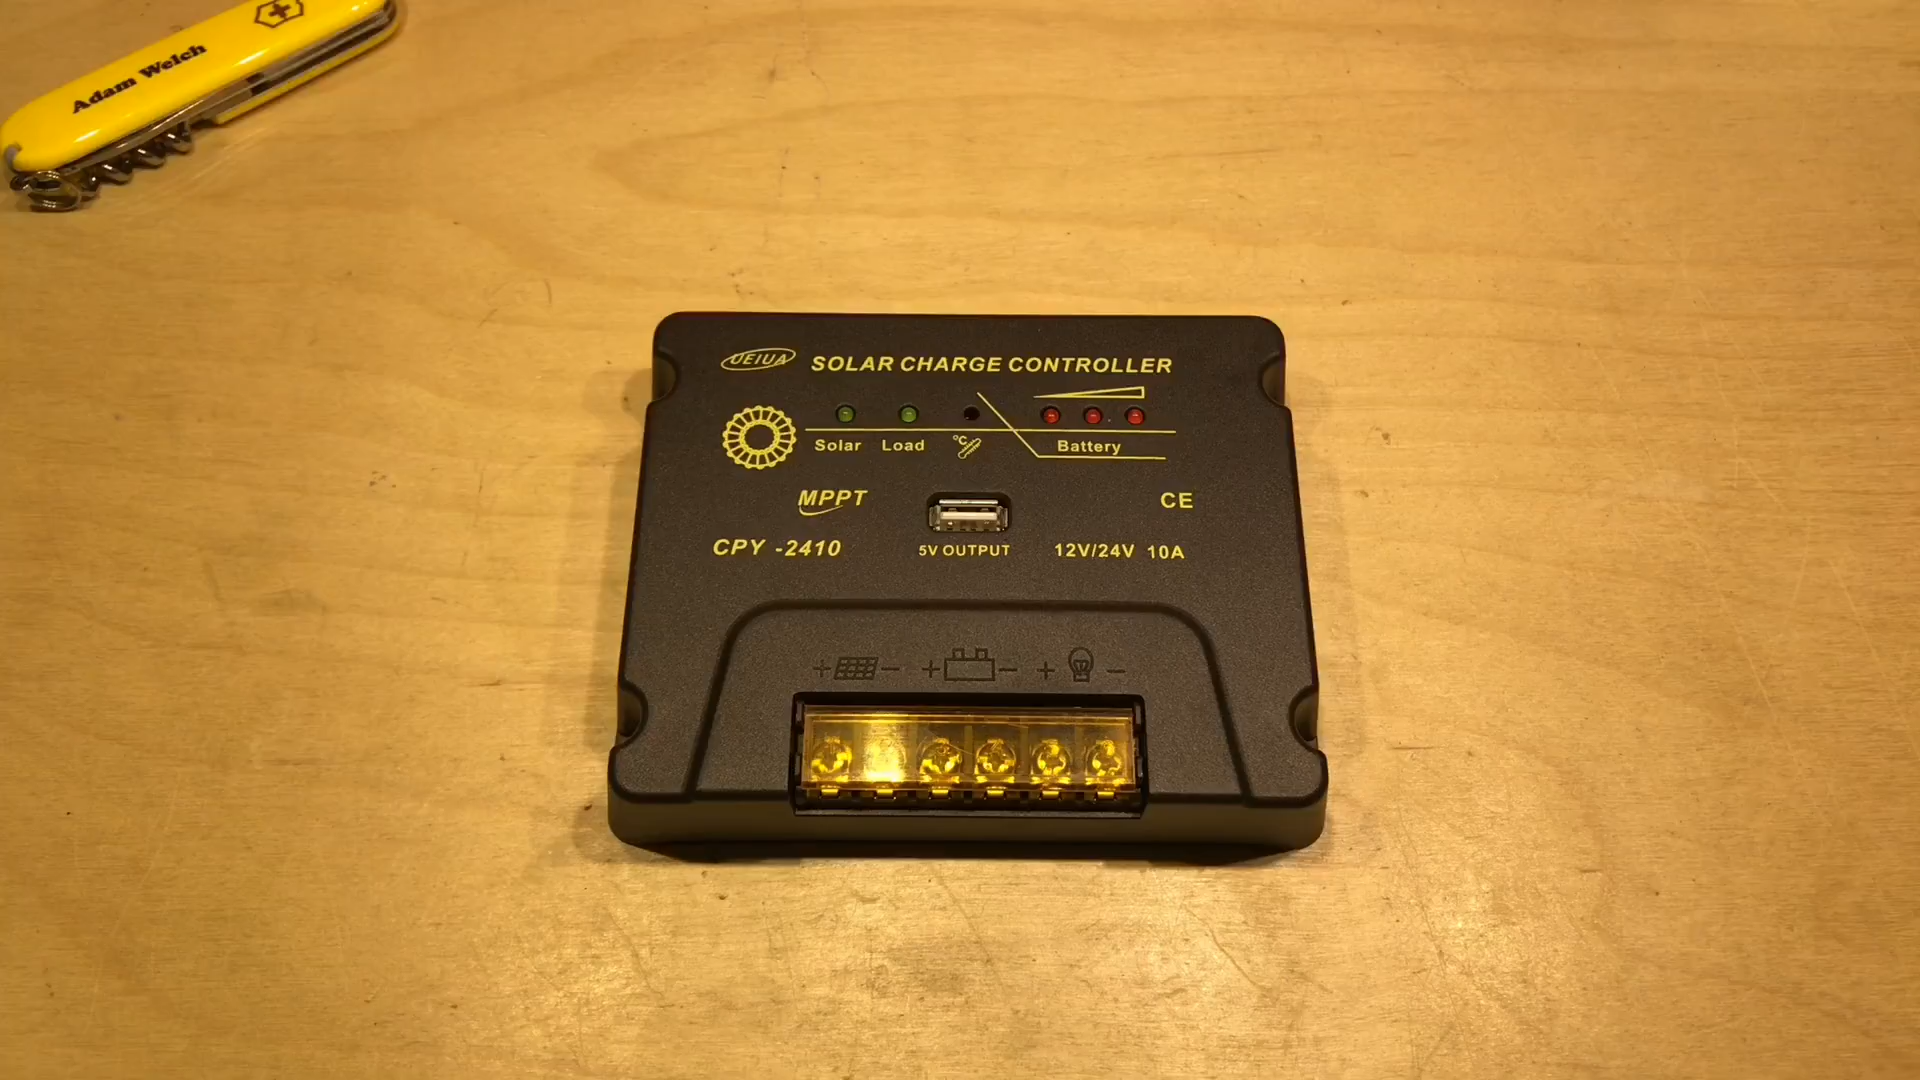 Adam Welch
UEIUA SOLAR CHARGE CONTROLLER
Solar Load °C Battery
MPPT CE
CPY -2410 5V OUTPUT 12V/24V 10A
+ - + - + -